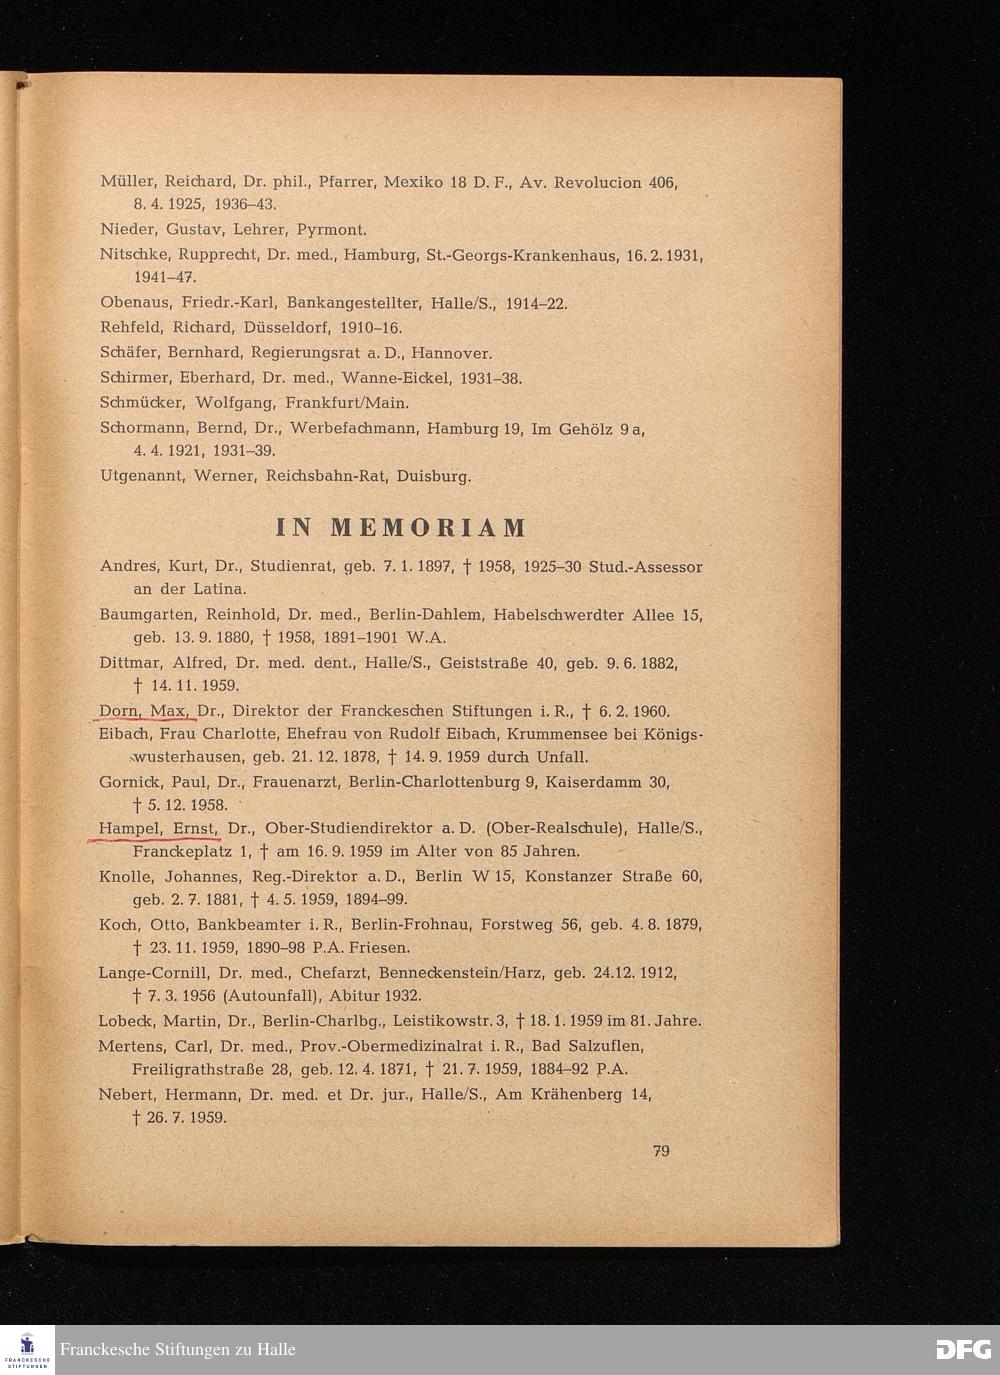 Müller, Reichard, Dr. phil., Pfarrer, Mexiko 18 D. F., Av. Revolucion 406,
8. 4. 1925, 1936–43.
Nieder, Gustav, Lehrer, Pyrmont.
Nitschke, Rupprecht, Dr. med., Hamburg, St.-Georgs-Krankenhaus, 16. 2. 1931,
1941–47.
Obenaus, Friedr.-Karl, Bankangestellter, Halle/S., 1914–22.
Rehfeld, Richard, Düsseldorf, 1910–16.
Schäfer, Bernhard, Regierungsrat a. D., Hannover.
Schirmer, Eberhard, Dr. med., Wanne-Eickel, 1931–38.
Schmücker, Wolfgang, Frankfurt/Main.
Schormann, Bernd, Dr., Werbefachmann, Hamburg 19, Im Gehölz 9 a,
4. 4. 1921, 1931–39.
Utgenannt, Werner, Reichsbahn-Rat, Duisburg.
IN MEMORIAM
Andres, Kurt, Dr., Studienrat, geb. 7. 1. 1897, † 1958, 1925–30 Stud.-Assessor
an der Latina.
Baumgarten, Reinhold, Dr. med., Berlin-Dahlem, Habelschwerdter Allee 15,
geb. 13. 9. 1880, † 1958, 1891–1901 W.A.
Dittmar, Alfred, Dr. med. dent., Halle/S., Geiststraße 40, geb. 9. 6. 1882,
† 14. 11. 1959.
Dorn, Max, Dr., Direktor der Franckeschen Stiftungen i. R., † 6. 2. 1960.
Eibach, Frau Charlotte, Ehefrau von Rudolf Eibach, Krummensee bei Königs-
wusterhausen, geb. 21. 12. 1878, † 14. 9. 1959 durch Unfall.
Gornick, Paul, Dr., Frauenarzt, Berlin-Charlottenburg 9, Kaiserdamm 30,
† 5. 12. 1958.
Hampel, Ernst, Dr., Ober-Studiendirektor a. D. (Ober-Realschule), Halle/S.,
Franckeplatz 1, † am 16. 9. 1959 im Alter von 85 Jahren.
Knolle, Johannes, Reg.-Direktor a. D., Berlin W 15, Konstanzer Straße 60,
geb. 2. 7. 1881, † 4. 5. 1959, 1894–99.
Koch, Otto, Bankbeamter i. R., Berlin-Frohnau, Forstweg 56, geb. 4. 8. 1879,
† 23. 11. 1959, 1890–98 P.A. Friesen.
Lange-Cornill, Dr. med., Chefarzt, Benneckenstein/Harz, geb. 24.12. 1912,
† 7. 3. 1956 (Autounfall), Abitur 1932.
Lobeck, Martin, Dr., Berlin-Charlbg., Leistikowstr. 3, † 18. 1. 1959 im 81. Jahre.
Mertens, Carl, Dr. med., Prov.-Obermedizinalrat i. R., Bad Salzuflen,
Freiligrathstraße 28, geb. 12. 4. 1871, † 21. 7. 1959, 1884–92 P.A.
Nebert, Hermann, Dr. med. et Dr. jur., Halle/S., Am Krähenberg 14,
† 26. 7. 1959.
79
FRANCKESCHE
STIFTUNGEN
Franckesche Stiftungen zu Halle
DFG